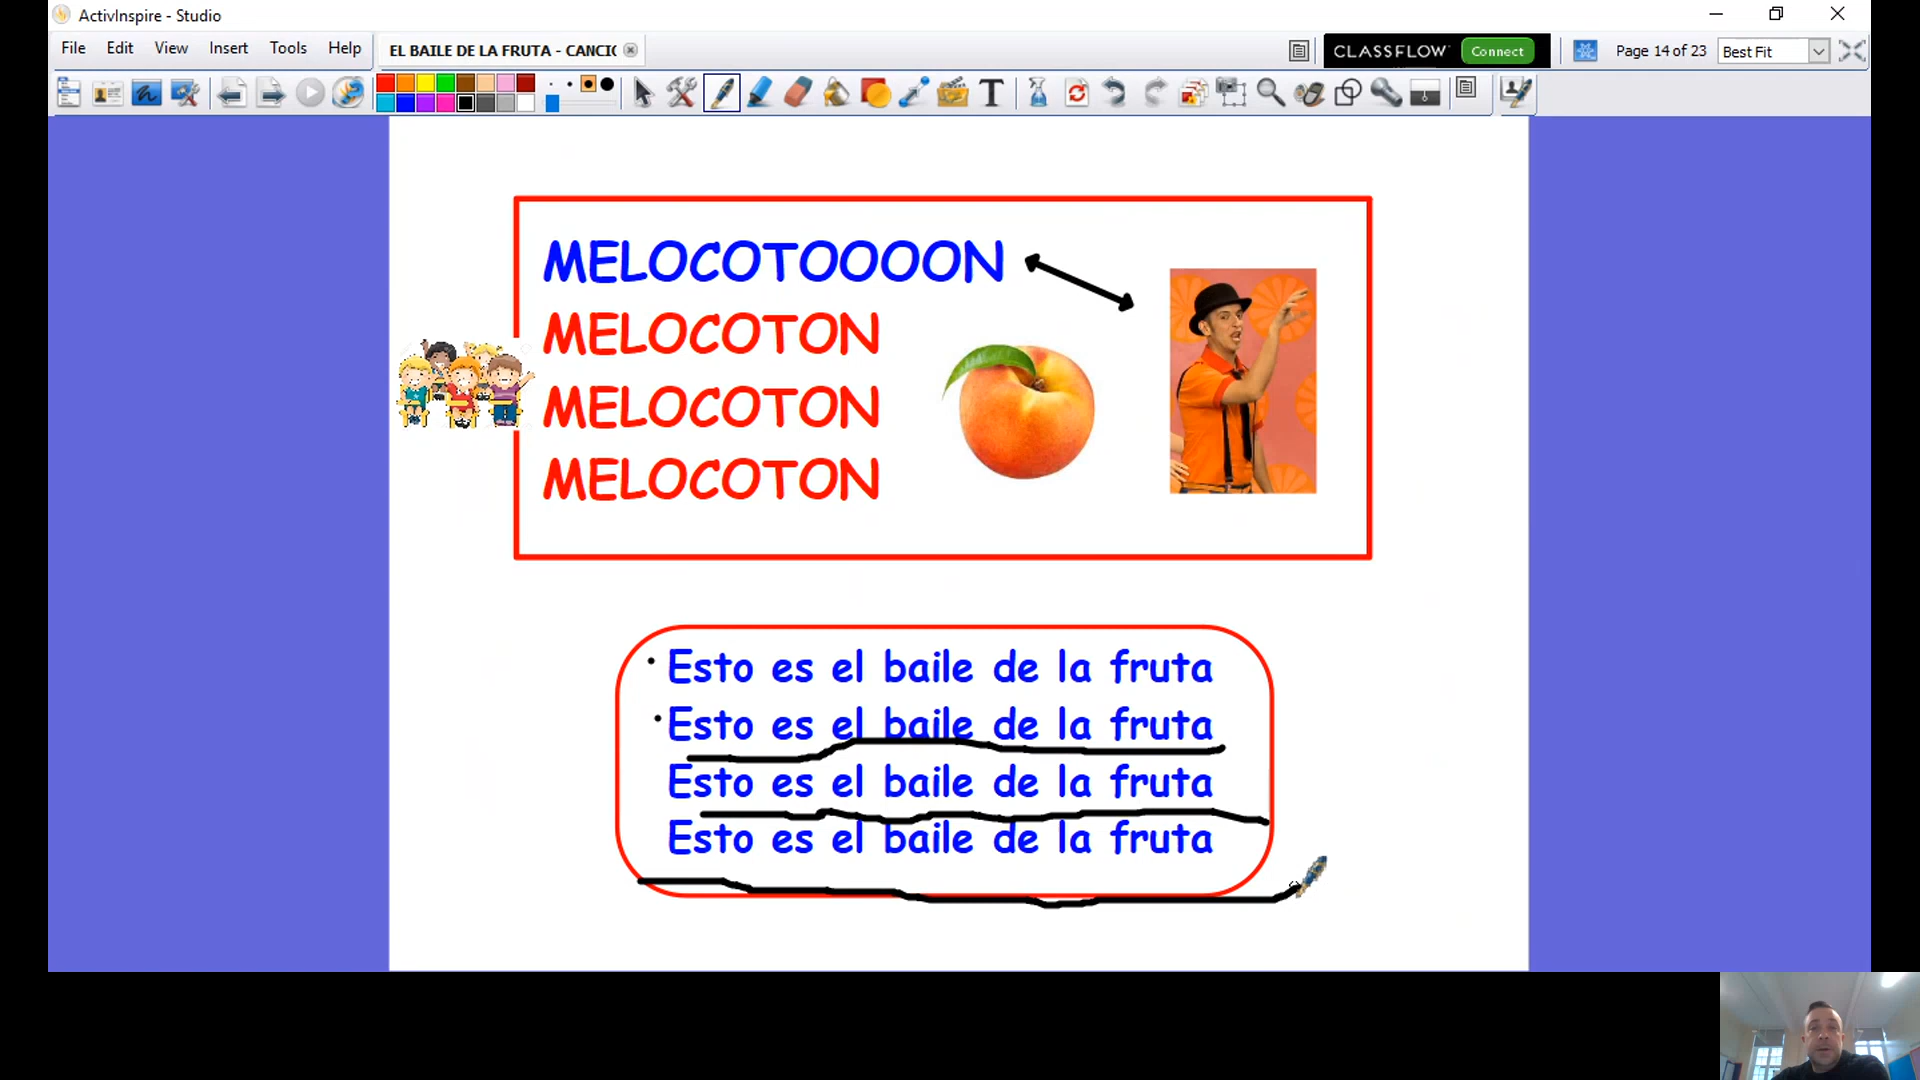 ActivInspire - Studio
File Edit View Insert Tools Help
EL BAILE DE LA FRUTA - CANCIC
CLASSFLOW Connect
Page 14 of 23 Best Fit
MELOCOTOOOON
MELOCOTON
MELOCOTON
MELOCOTON
Esto es el baile de la fruta
Esto es el baile de la fruta
Esto es el baile de la fruta
Esto es el baile de la fruta